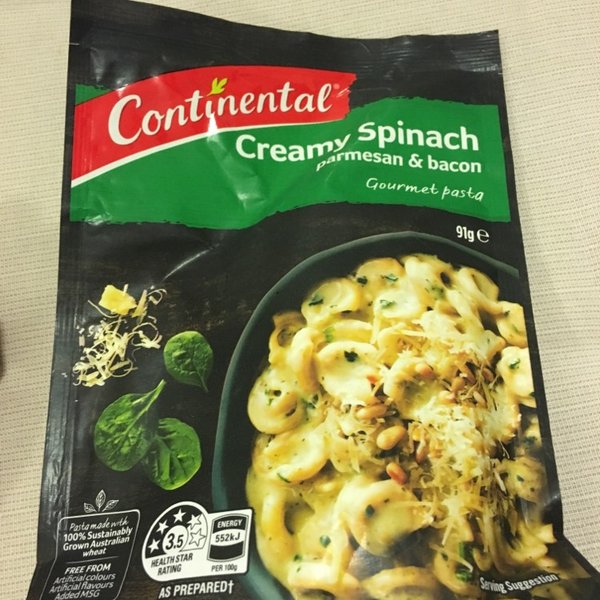 Continental®
Creamy Spinach
parmesan & bacon
Gourmet pasta
91g ℮
Pasta made with
100% Sustainably
Grown Australian
wheat
FREE FROM
Artificial colours
Artificial flavours
Added MSG
3.5
HEALTH STAR
RATING
ENERGY
552kJ
PER 100g
AS PREPARED†
Serving Suggestion